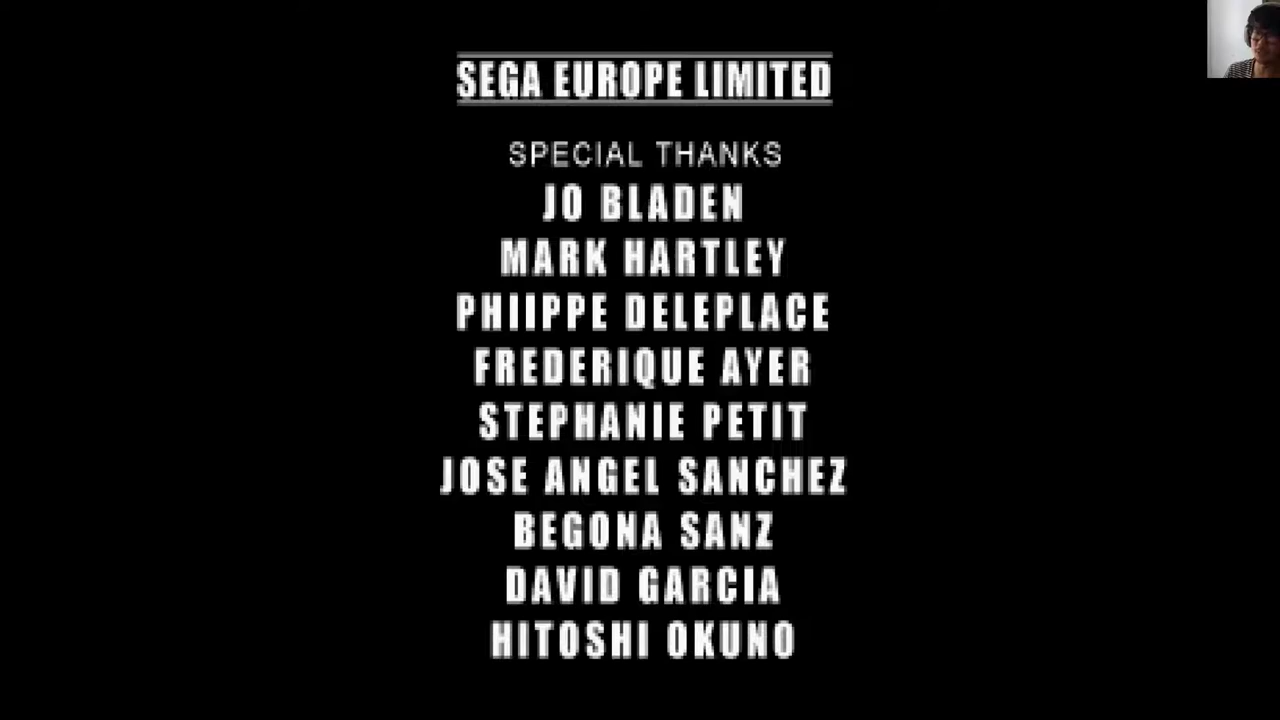 SEGA EUROPE LIMITED
SPECIAL THANKS
JO BLADEN
MARK HARTLEY
PHIIPPE DELEPLACE
FREDERIQUE AYER
STEPHANIE PETIT
JOSE ANGEL SANCHEZ
BEGONA SANZ
DAVID GARCIA
HITOSHI OKUNO